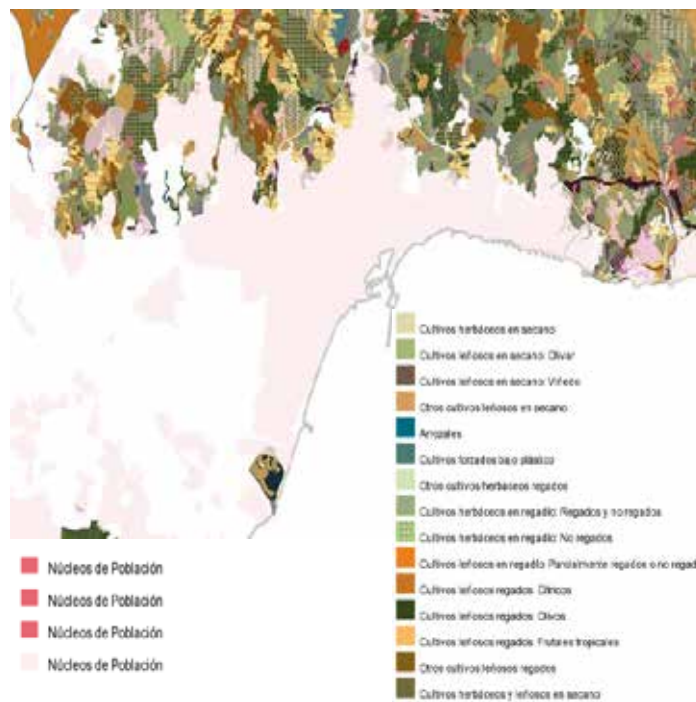 Cultivos herbáceos en secano
Cultivos leñosos en secano: Olivar
Cultivos leñosos en secano: Viñedo
Otros cultivos leñosos en secano
Arrozales
Cultivos forzados bajo plástico
Otros cultivos herbáceos regados
Cultivos herbáceos en regadío: Regados y no regados
Cultivos herbáceos en regadío: No regados
Cultivos leñosos en regadío: Parcialmente regados o no regad
Cultivos leñosos regados: Cítricos
Cultivos leñosos regados: Olivos
Cultivos leñosos regados: Frutales tropicales
Otros cultivos leñosos regados
Cultivos herbáceos y leñosos en secano
Núcleos de Población
Núcleos de Población
Núcleos de Población
Núcleos de Población